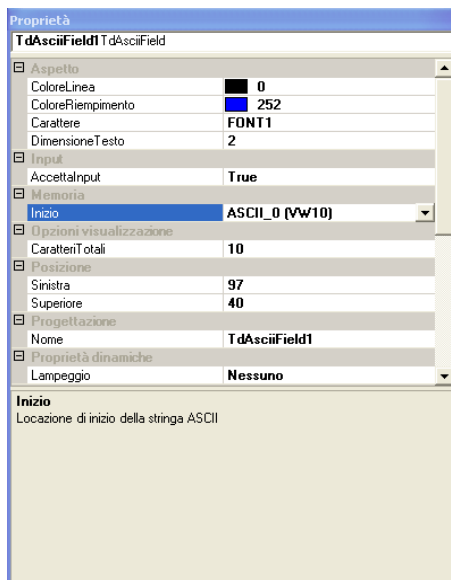 Proprietà
TdAsciiField1 TdAsciiField
Aspetto
ColoreLinea 0
ColoreRiempimento 252
Carattere FONT1
DimensioneTesto 2
Input
AccettaInput True
Memoria
Inizio ASCII_0 (VW10)
Opzioni visualizzazione
CaratteriTotali 10
Posizione
Sinistra 97
Superiore 40
Progettazione
Nome TdAsciiField1
Proprietà dinamiche
Lampeggio Nessuno
Inizio
Locazione di inizio della stringa ASCII